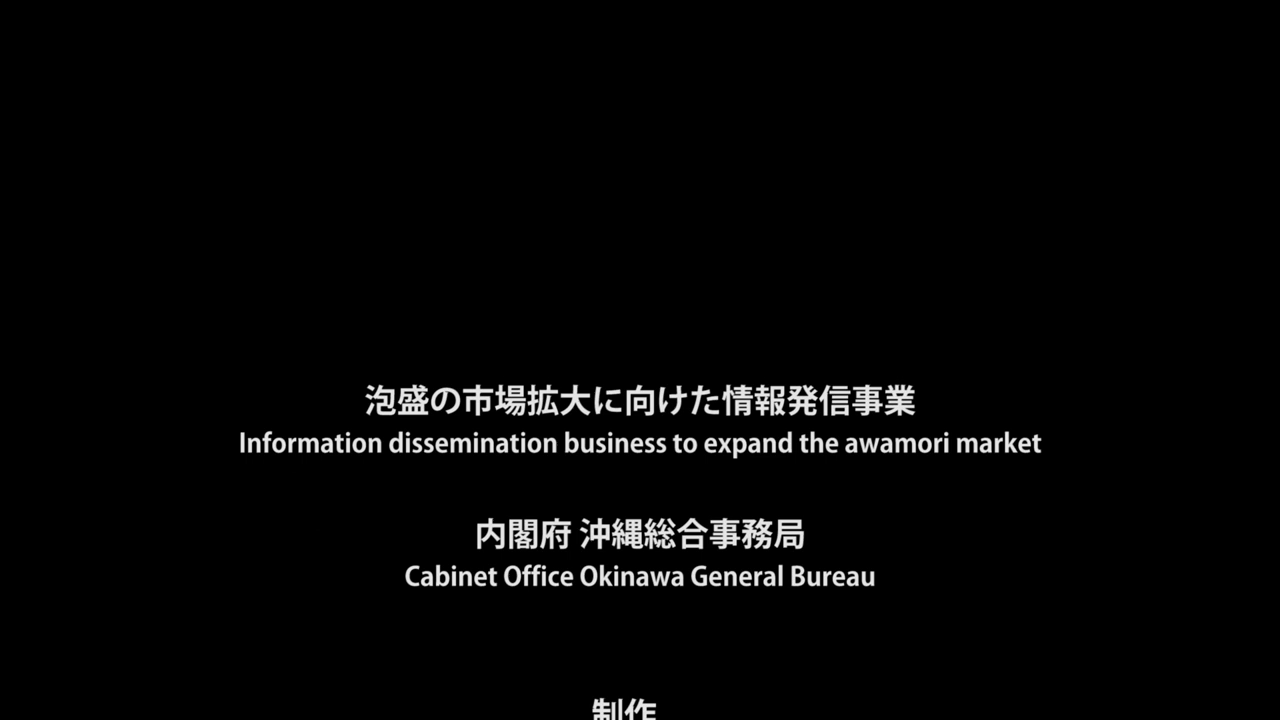 泡盛の市場拡大に向けた情報発信事業
Information dissemination business to expand the awamori market
内閣府 沖縄総合事務局
Cabinet Office Okinawa General Bureau
制作